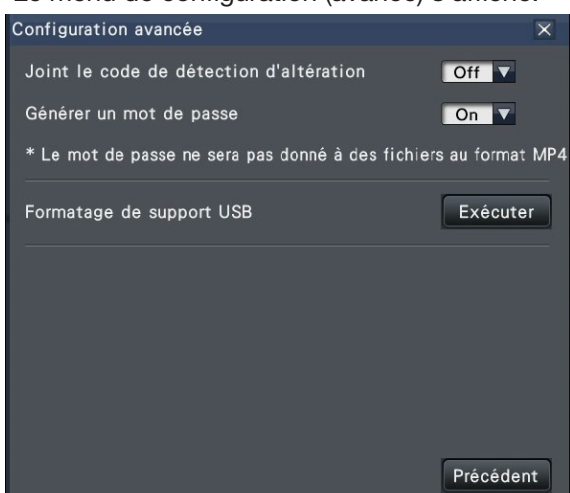 Le menu de configuration (avancé) s'affiche.
Configuration avancée
Joint le code de détection d'altération Off
Générer un mot de passe On
* Le mot de passe ne sera pas donné à des fichiers au format MP4
Formatage de support USB Exécuter
Précédent